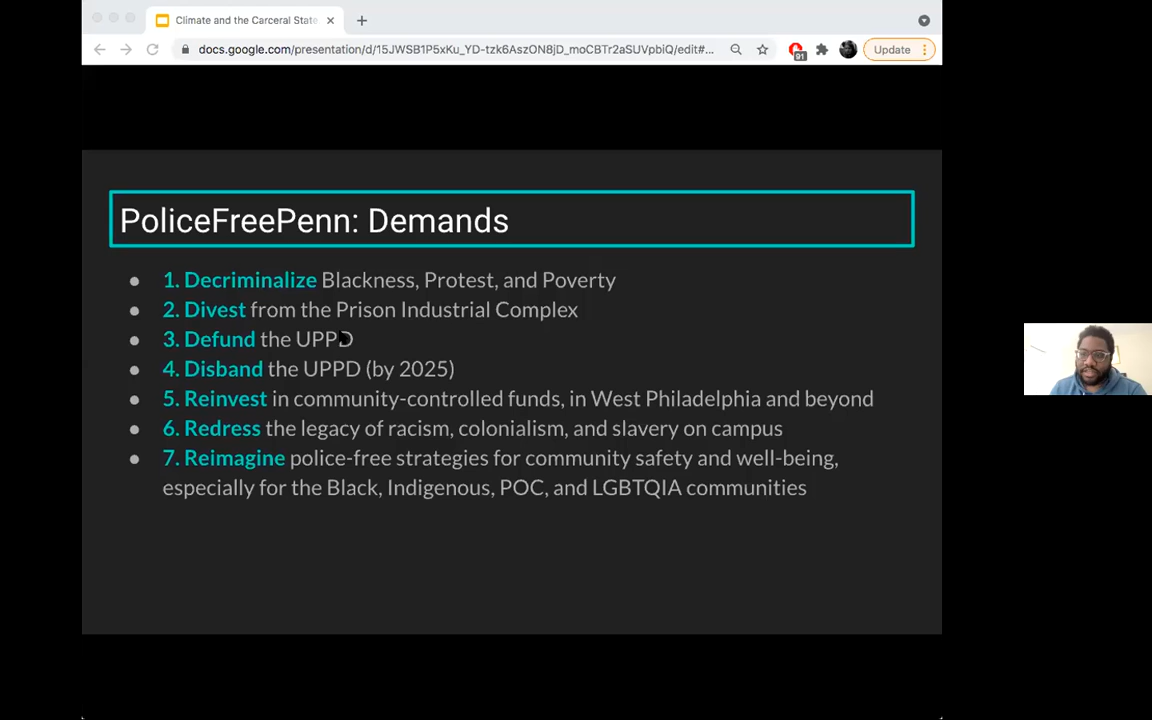 Climate and the Carceral State
docs.google.com/presentation/d/15JWSB1P5xKu_YD-tzk6AszON8jD_moCBTr2aSUVpbiQ/edit#...
91
Update
PoliceFreePenn: Demands
1. Decriminalize Blackness, Protest, and Poverty
2. Divest from the Prison Industrial Complex
3. Defund the UPPD
4. Disband the UPPD (by 2025)
5. Reinvest in community-controlled funds, in West Philadelphia and beyond
6. Redress the legacy of racism, colonialism, and slavery on campus
7. Reimagine police-free strategies for community safety and well-being,
especially for the Black, Indigenous, POC, and LGBTQIA communities